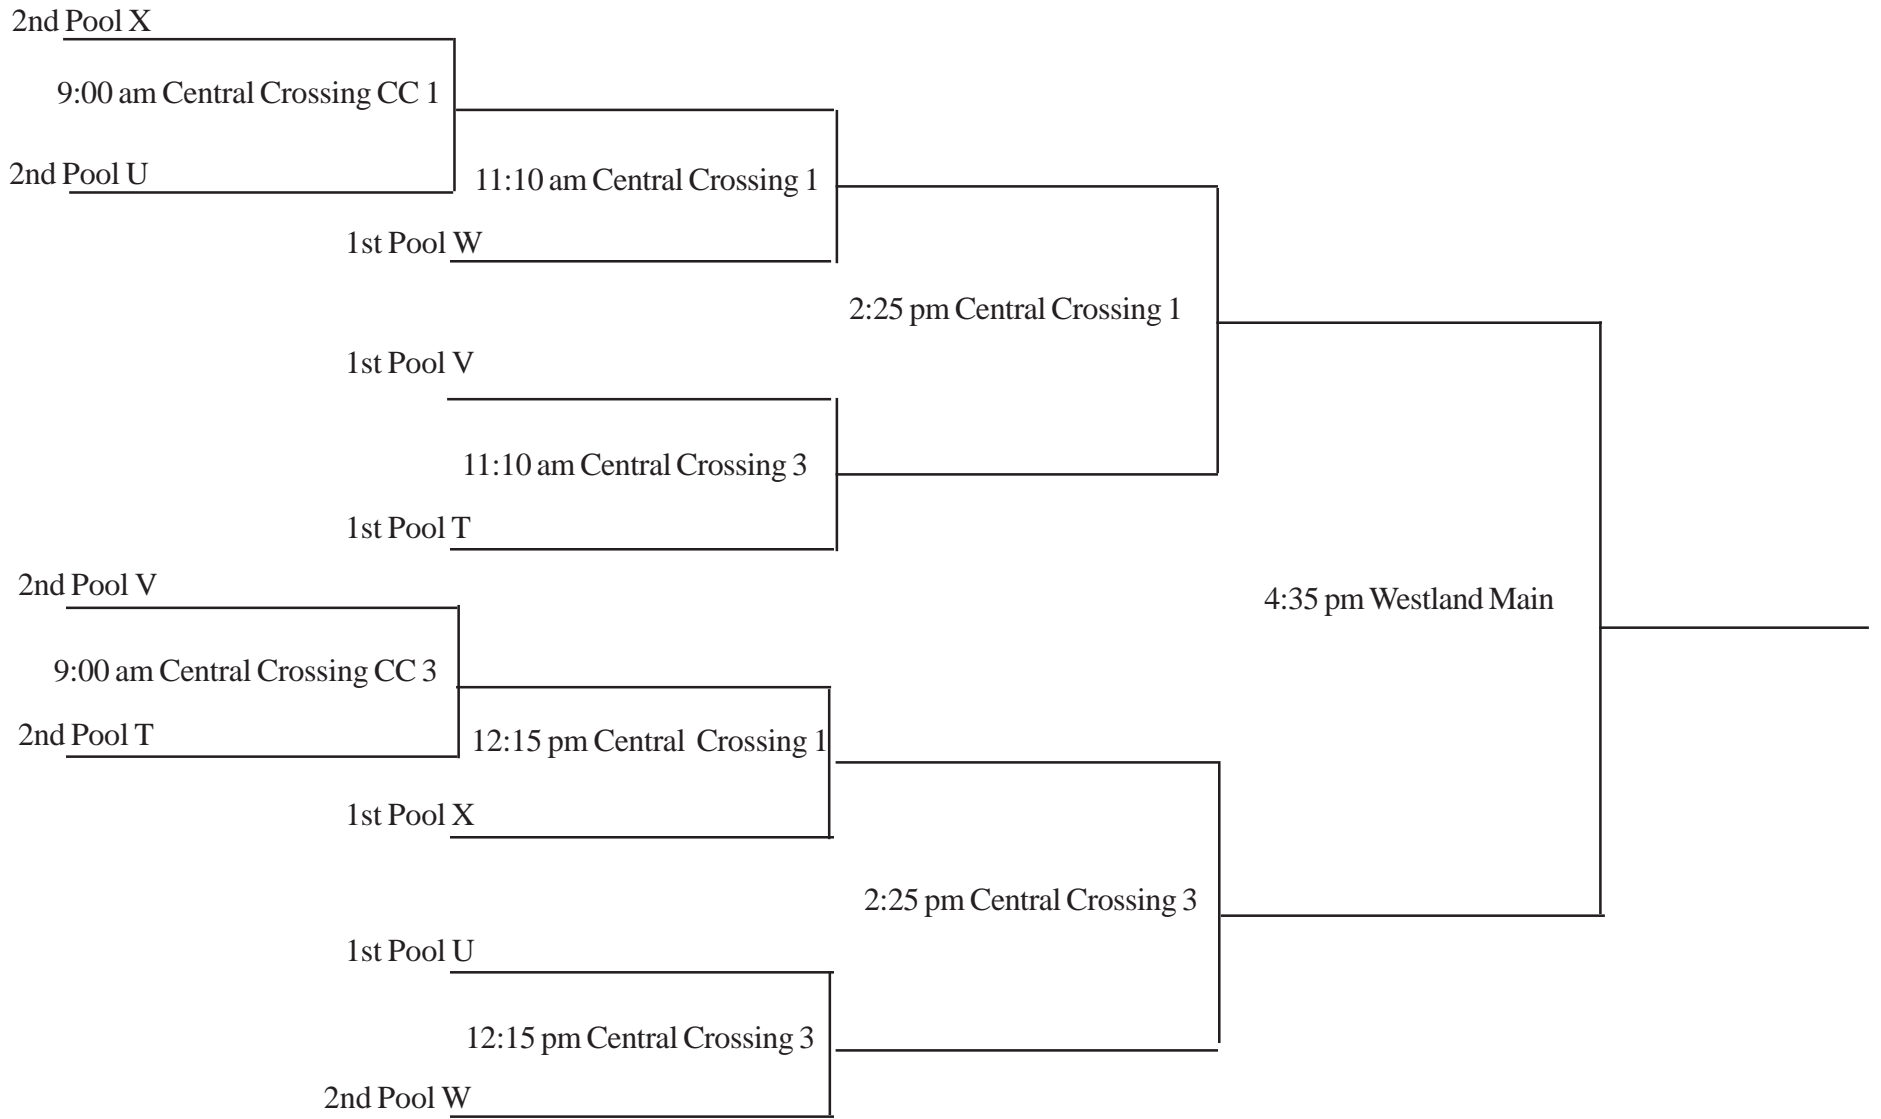 2nd Pool X
9:00 am Central Crossing CC 1
2nd Pool U
11:10 am Central Crossing 1
1st Pool W
2:25 pm Central Crossing 1
1st Pool V
11:10 am Central Crossing 3
1st Pool T
2nd Pool V
4:35 pm Westland Main
9:00 am Central Crossing CC 3
2nd Pool T
12:15 pm Central Crossing 1
1st Pool X
2:25 pm Central Crossing 3
1st Pool U
12:15 pm Central Crossing 3
2nd Pool W